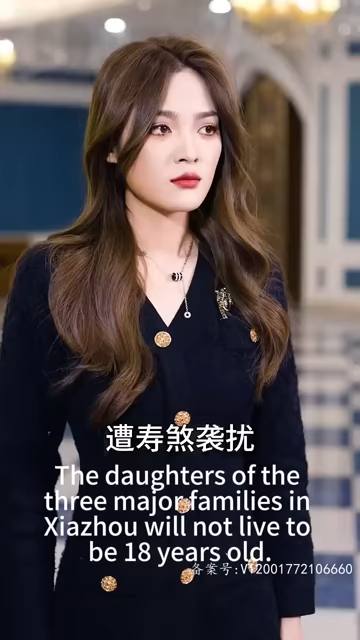 遭寿煞袭扰
The daughters of the
three major families in
Xiazhou will not live to
be 18 years old.
备案号:V12001772106660